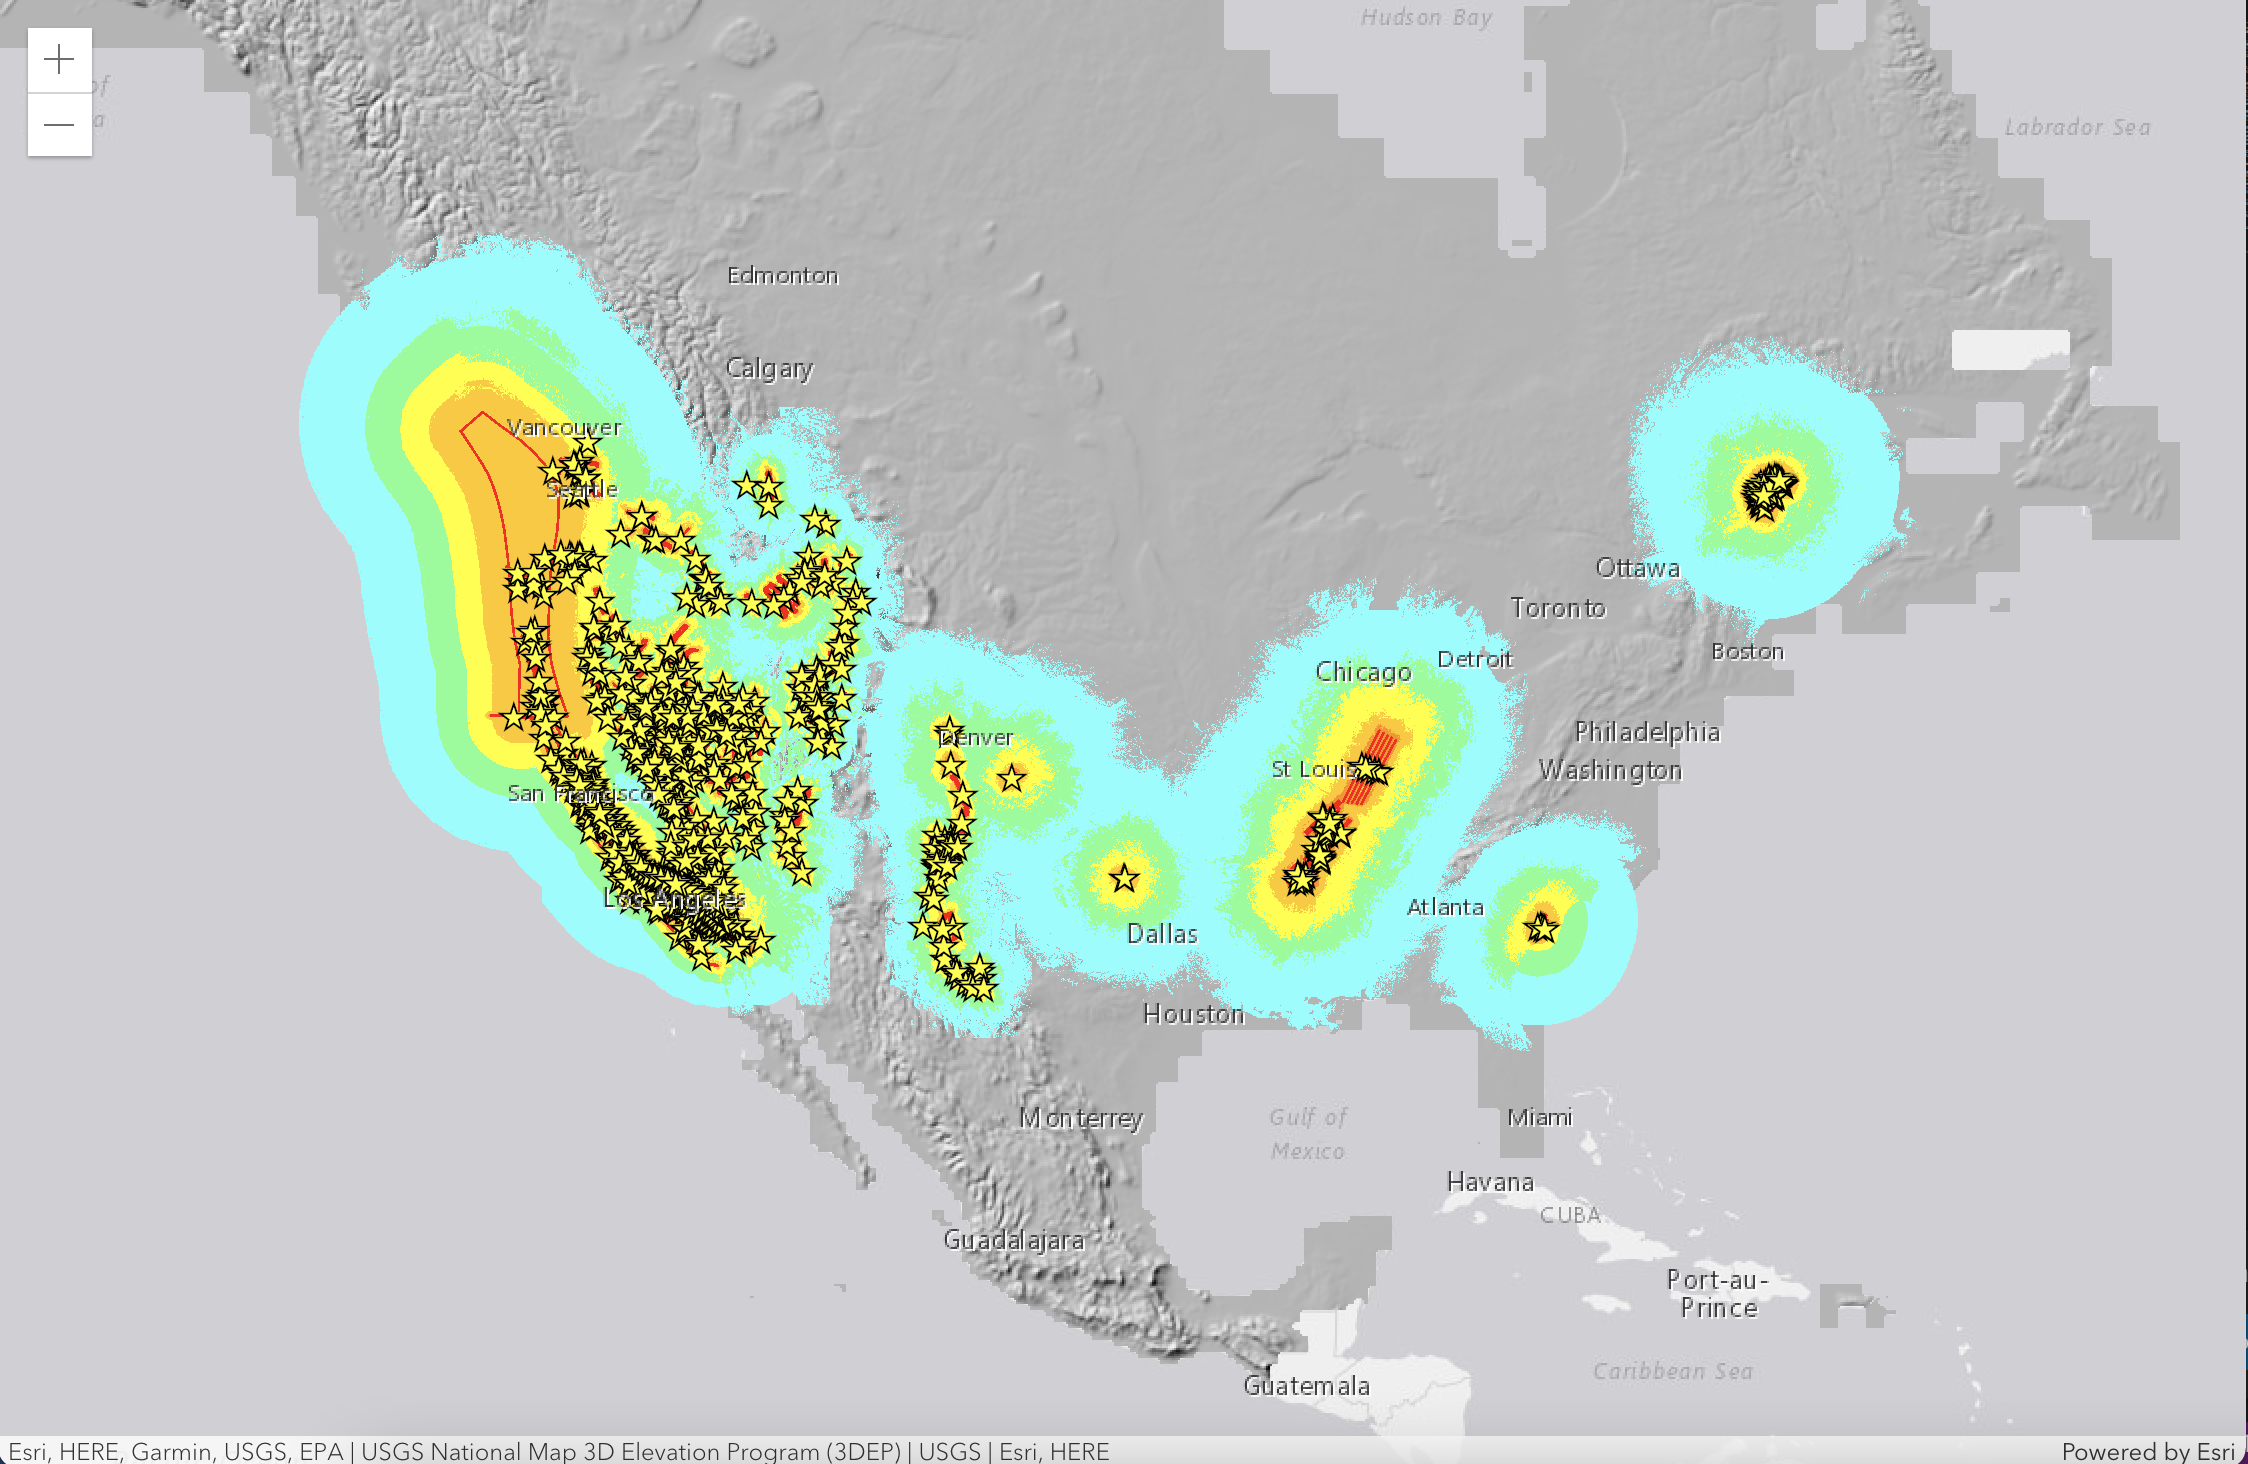 Hudson Bay
of
a
Labrador Sea
Edmonton
Calgary
Vancouver
Seattle
Ottawa
Toronto
Boston
Detroit
Chicago
Philadelphia
Denver
Washington
St Louis
San Francisco
Los Angeles
Atlanta
Dallas
Houston
Monterrey
Gulf of
Mexico
Miami
Havana
CUBA
Guadalajara
Port-au-
Prince
Caribbean Sea
Guatemala
Esri, HERE, Garmin, USGS, EPA | USGS National Map 3D Elevation Program (3DEP) | USGS | Esri, HERE
Powered by Esri